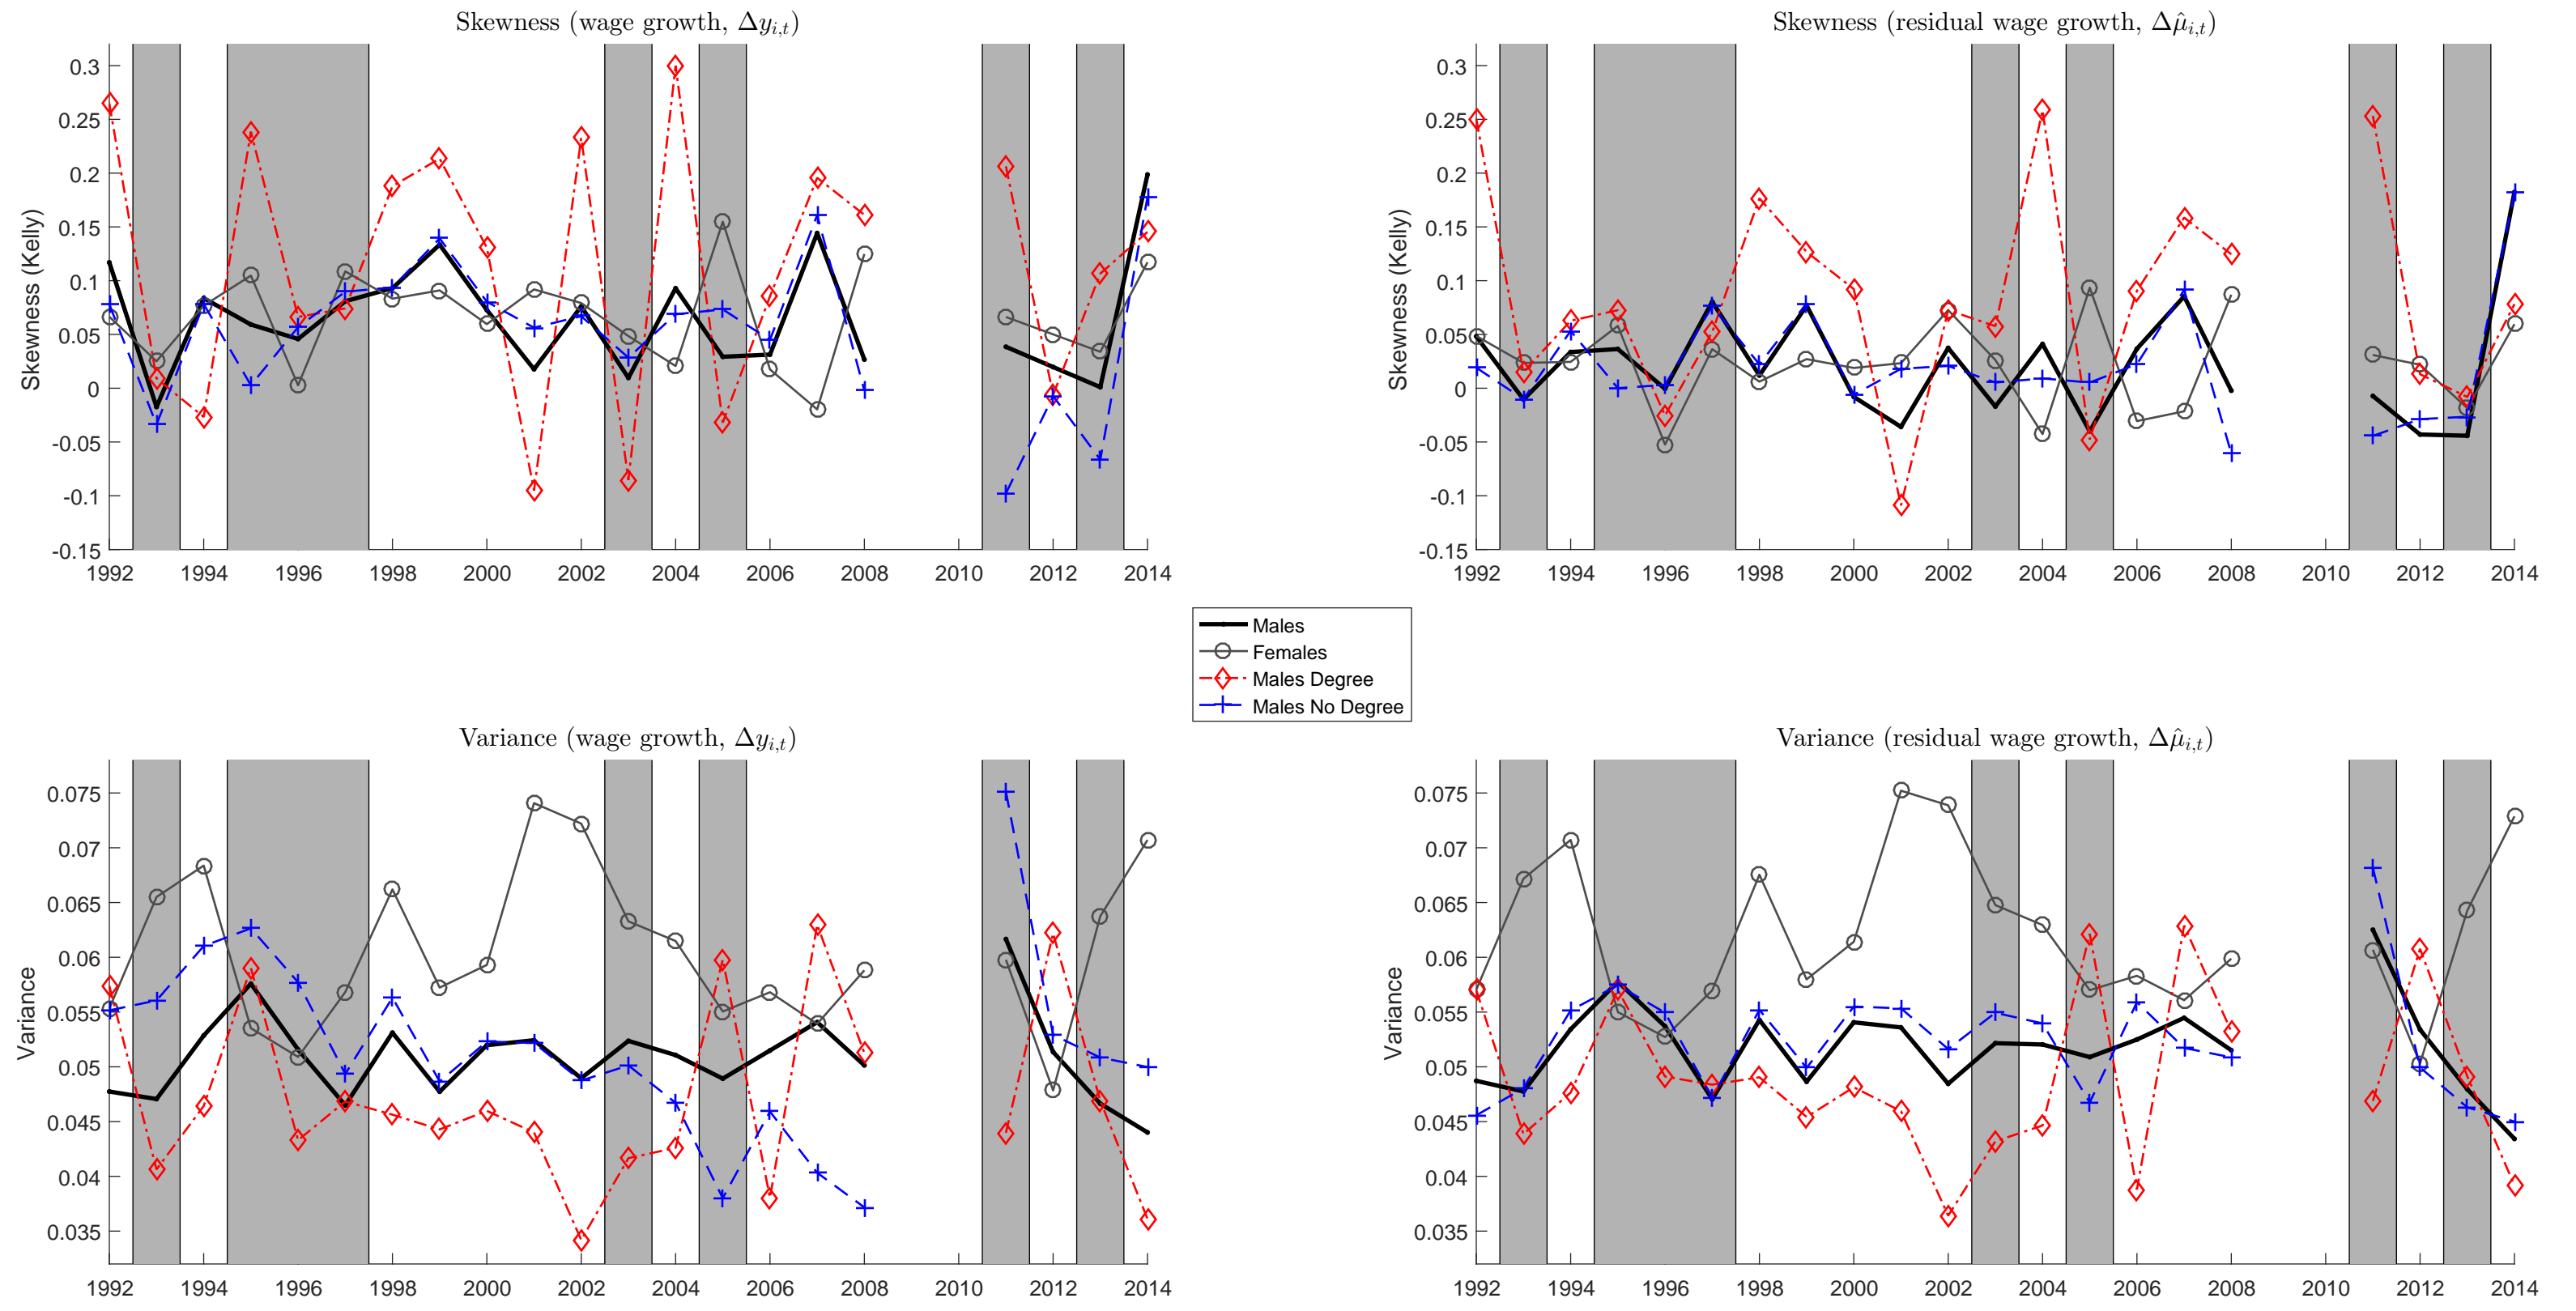 Skewness (wage growth, Δy_{i,t})
Skewness (Kelly)
0.3
0.25
0.2
0.15
0.1
0.05
0
-0.05
-0.1
-0.15
1992 1994 1996 1998 2000 2002 2004 2006 2008 2010 2012 2014
Skewness (residual wage growth, Δμ̂_{i,t})
Skewness (Kelly)
0.3
0.25
0.2
0.15
0.1
0.05
0
-0.05
-0.1
-0.15
1992 1994 1996 1998 2000 2002 2004 2006 2008 2010 2012 2014
Males
Females
Males Degree
Males No Degree
Variance (wage growth, Δy_{i,t})
Variance
0.075
0.07
0.065
0.06
0.055
0.05
0.045
0.04
0.035
1992 1994 1996 1998 2000 2002 2004 2006 2008 2010 2012 2014
Variance (residual wage growth, Δμ̂_{i,t})
Variance
0.075
0.07
0.065
0.06
0.055
0.05
0.045
0.04
0.035
1992 1994 1996 1998 2000 2002 2004 2006 2008 2010 2012 2014